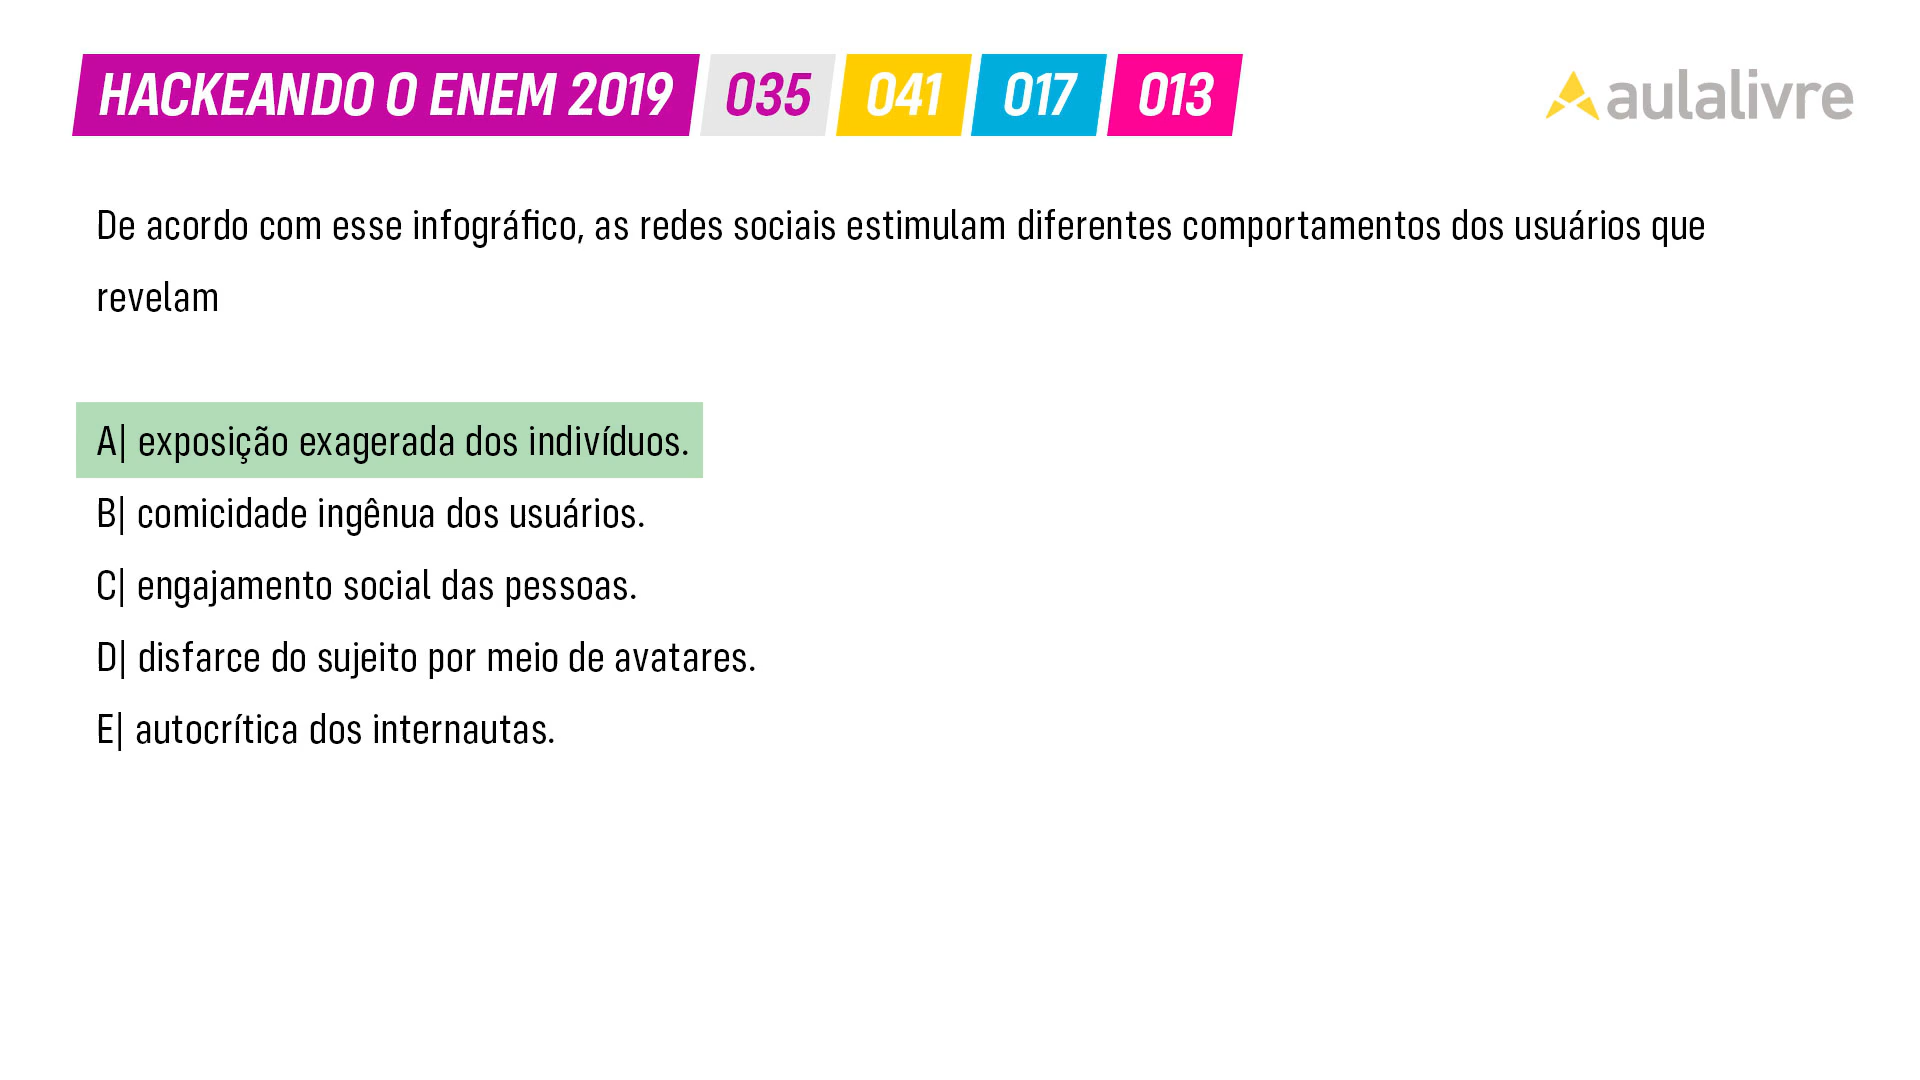 HACKEANDO O ENEM 2019 035 041 017 013 aulalivre
De acordo com esse infográfico, as redes sociais estimulam diferentes comportamentos dos usuários que
revelam
A| exposição exagerada dos indivíduos.
B| comicidade ingênua dos usuários.
C| engajamento social das pessoas.
D| disfarce do sujeito por meio de avatares.
E| autocrítica dos internautas.